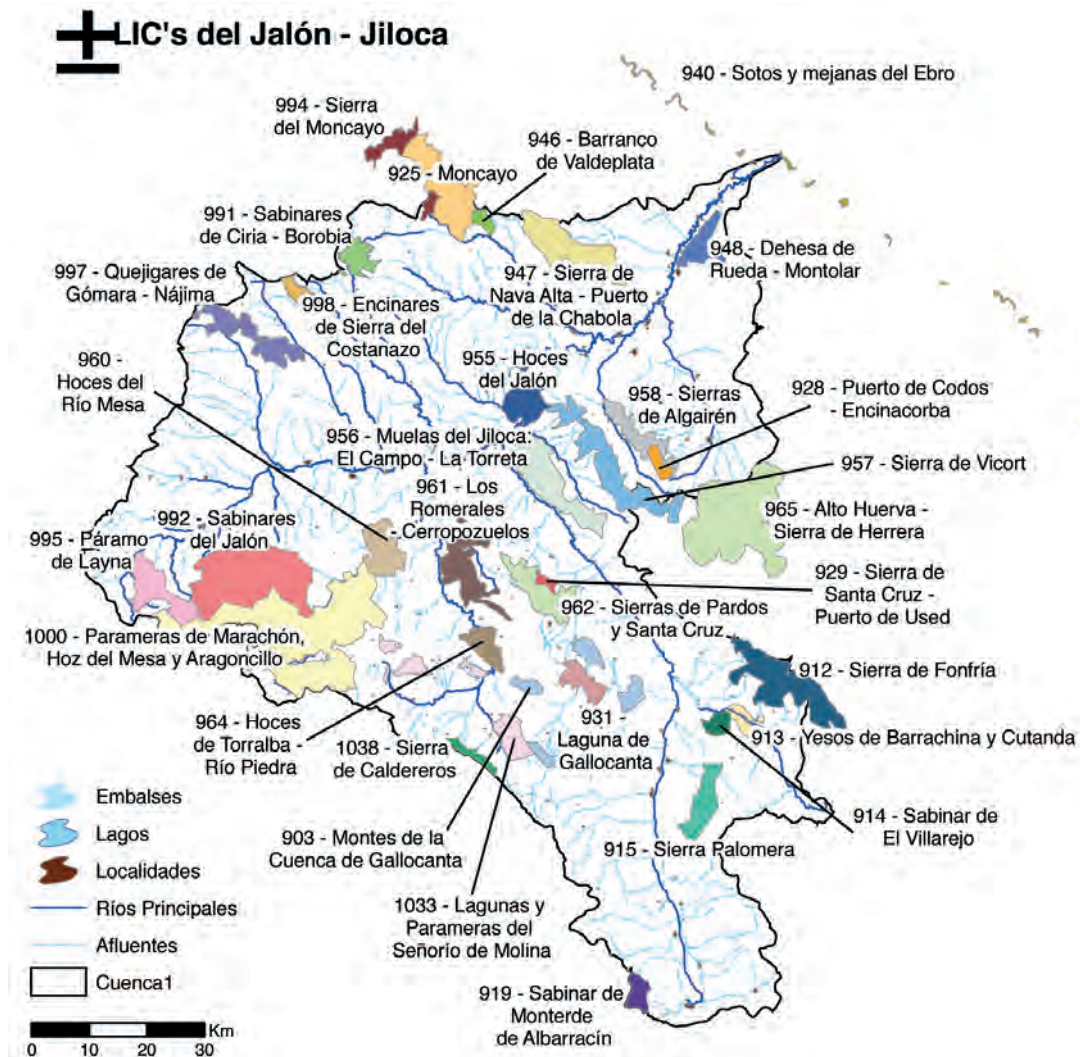 LIC's del Jalón - Jiloca
940 - Sotos y mejanas del Ebro
994 - Sierra
del Moncayo
946 - Barranco
de Valdeplata
925 - Moncayo
991 - Sabinares
de Ciria - Borobia
948 - Dehesa de
Rueda - Montolar
947 - Sierra de
Nava Alta - Puerto
de la Chabola
997 - Quejigares de
Gómara - Nájima
998 - Encinares
de Sierra del
Costanazo
960 -
Hoces del
Río Mesa
955 - Hoces
del Jalón
958 - Sierras
de Algairén
928 - Puerto de Codos
- Encinacorba
956 - Muelas del Jiloca:
El Campo - La Torreta
957 - Sierra de Vicort
961 - Los
Romerales
- Cerropozuelos
965 - Alto Huerva -
Sierra de Herrera
992 - Sabinares
del Jalón
995 - Páramo
de Layna
929 - Sierra de
Santa Cruz -
Puerto de Used
962 - Sierras de Pardos
y Santa Cruz
1000 - Parameras de Marachón,
Hoz del Mesa y Aragoncillo
912 - Sierra de Fonfría
964 - Hoces
de Torralba -
Río Piedra
931 -
Laguna de
Gallocanta
913 - Yesos de Barrachina y Cutanda
1038 - Sierra
de Caldereros
914 - Sabinar de
El Villarejo
903 - Montes de la
Cuenca de Gallocanta
915 - Sierra Palomera
1033 - Lagunas y
Parameras del
Señorío de Molina
919 - Sabinar de
Monterde
de Albarracín
Embalses
Lagos
Localidades
Ríos Principales
Afluentes
Cuenca1
Km
0 10 20 30